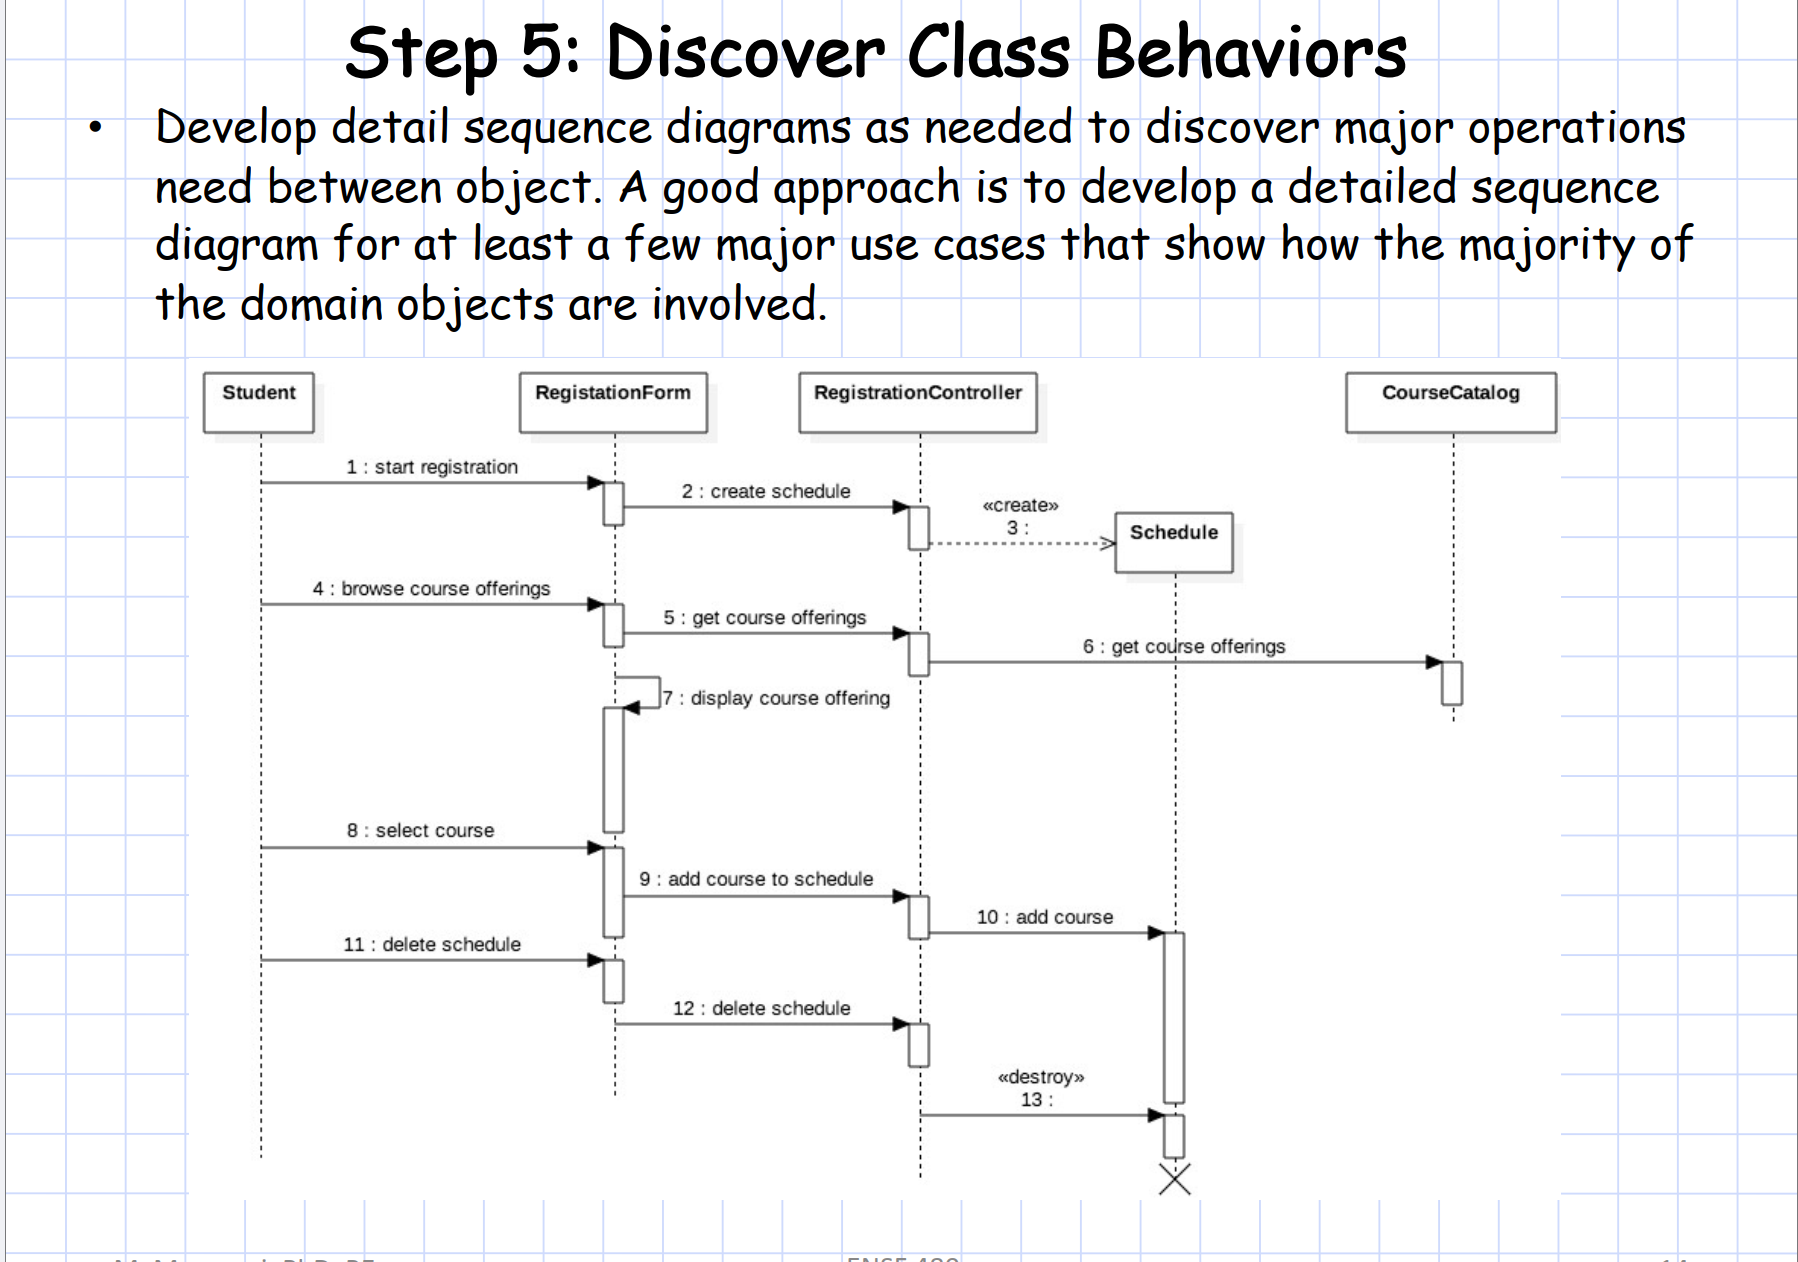 Step 5: Discover Class Behaviors
• Develop detail sequence diagrams as needed to discover major operations
need between object. A good approach is to develop a detailed sequence
diagram for at least a few major use cases that show how the majority of
the domain objects are involved.
Student
RegistationForm
RegistrationController
CourseCatalog
1 : start registration
2 : create schedule
«create»
3 :
Schedule
4 : browse course offerings
5 : get course offerings
6 : get course offerings
7 : display course offering
8 : select course
9 : add course to schedule
10 : add course
11 : delete schedule
12 : delete schedule
«destroy»
13 :